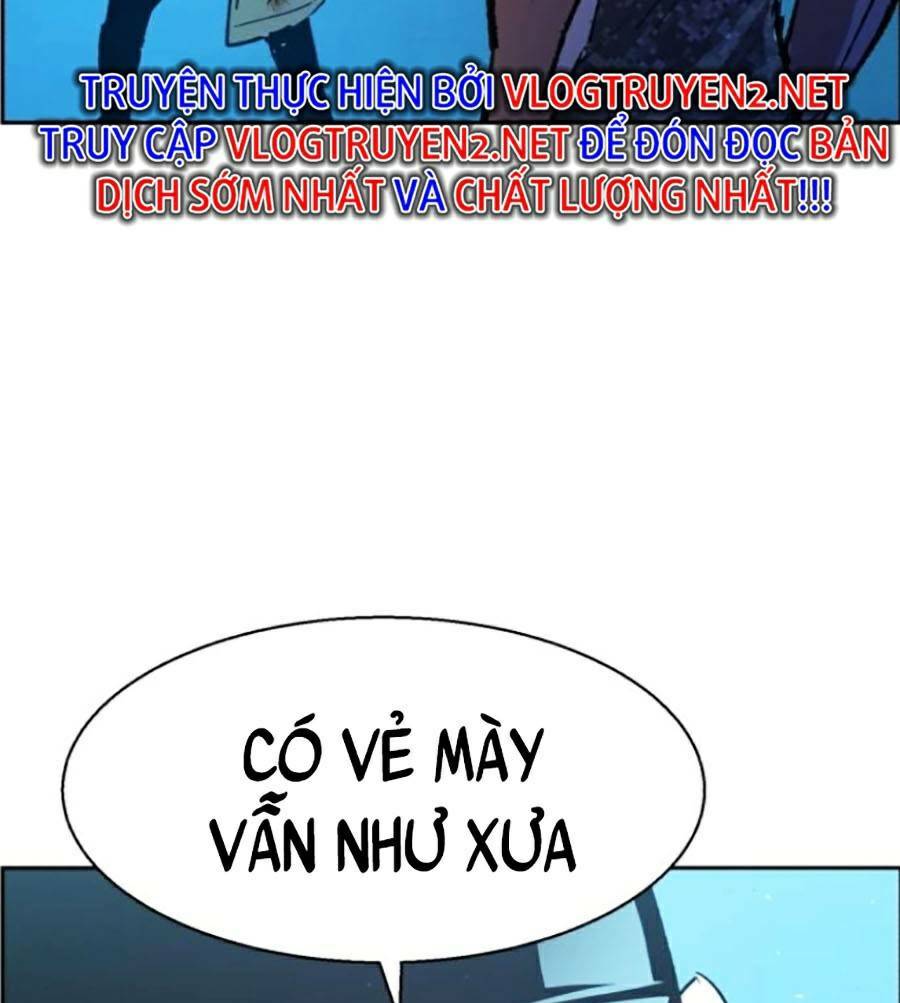 TRUYỆN THỰC HIỆN BỞI VLOGTRUYEN2.NET
TRUY CẬP VLOGTRUYEN2.NET ĐỂ ĐÓN ĐỌC BẢN
DỊCH SỚM NHẤT VÀ CHẤT LƯỢNG NHẤT!!!
CÓ VẺ MÀY
VẪN NHƯ XƯA